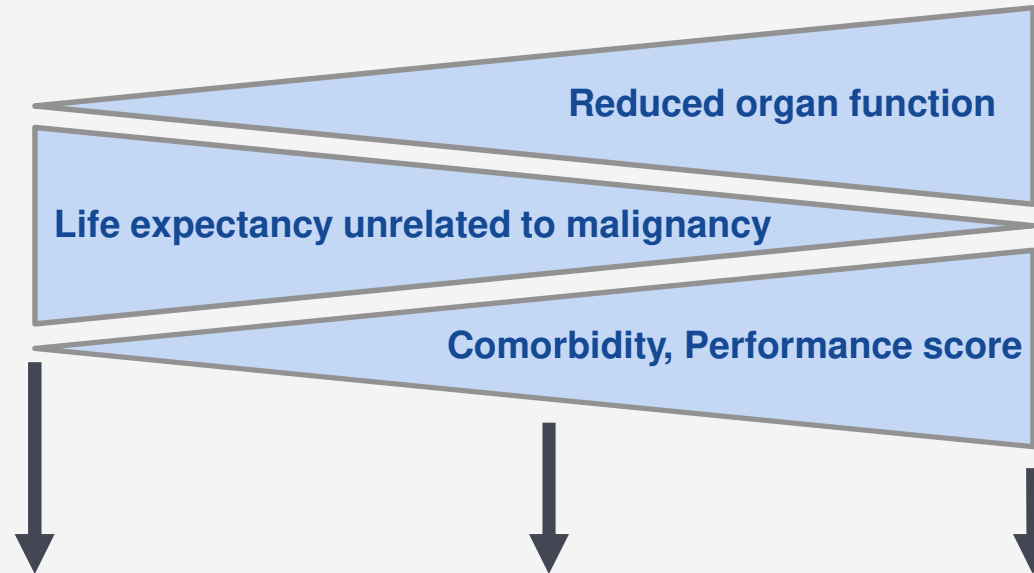 Reduced organ function
Life expectancy unrelated to malignancy
Comorbidity, Performance score